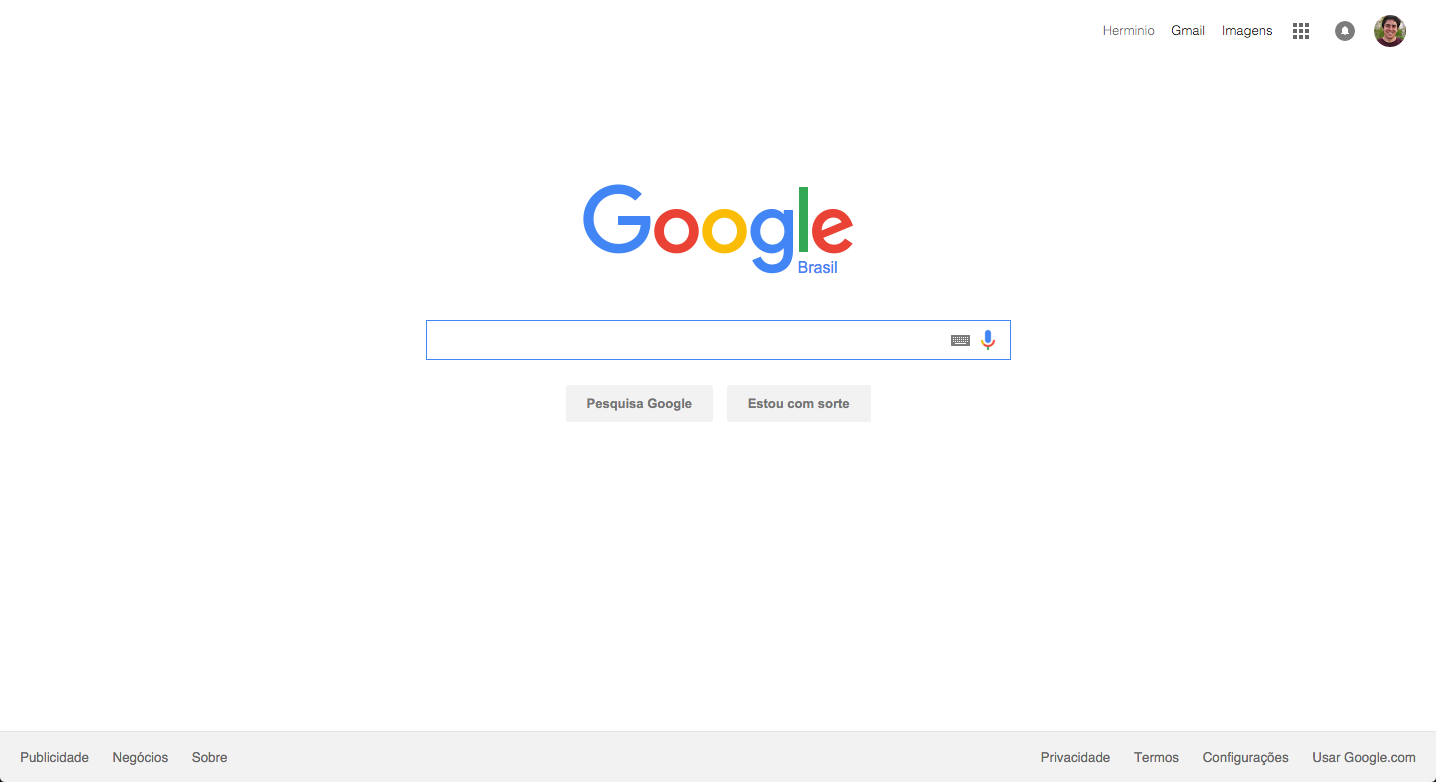 Herminio Gmail Imagens
Google
Brasil
Pesquisa Google Estou com sorte
Publicidade Negócios Sobre Privacidade Termos Configurações Usar Google.com